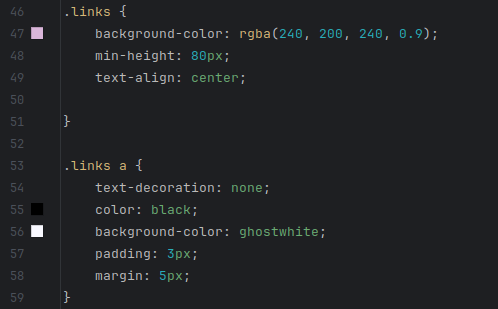 46 .links {
47     background-color: rgba(240, 200, 240, 0.9);
48     min-height: 80px;
49     text-align: center;
50
51 }
52
53 .links a {
54     text-decoration: none;
55     color: black;
56     background-color: ghostwhite;
57     padding: 3px;
58     margin: 5px;
59 }